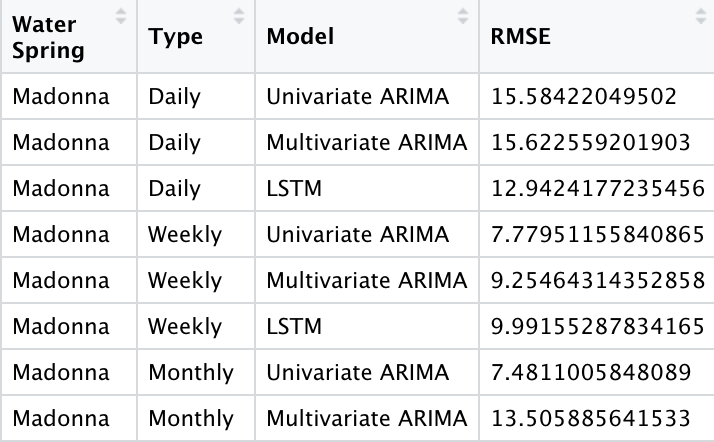 Water Spring Type Model RMSE
Madonna Daily Univariate ARIMA 15.58422049502
Madonna Daily Multivariate ARIMA 15.622559201903
Madonna Daily LSTM 12.9424177235456
Madonna Weekly Univariate ARIMA 7.77951155840865
Madonna Weekly Multivariate ARIMA 9.25464314352858
Madonna Weekly LSTM 9.99155287834165
Madonna Monthly Univariate ARIMA 7.4811005848089
Madonna Monthly Multivariate ARIMA 13.505885641533